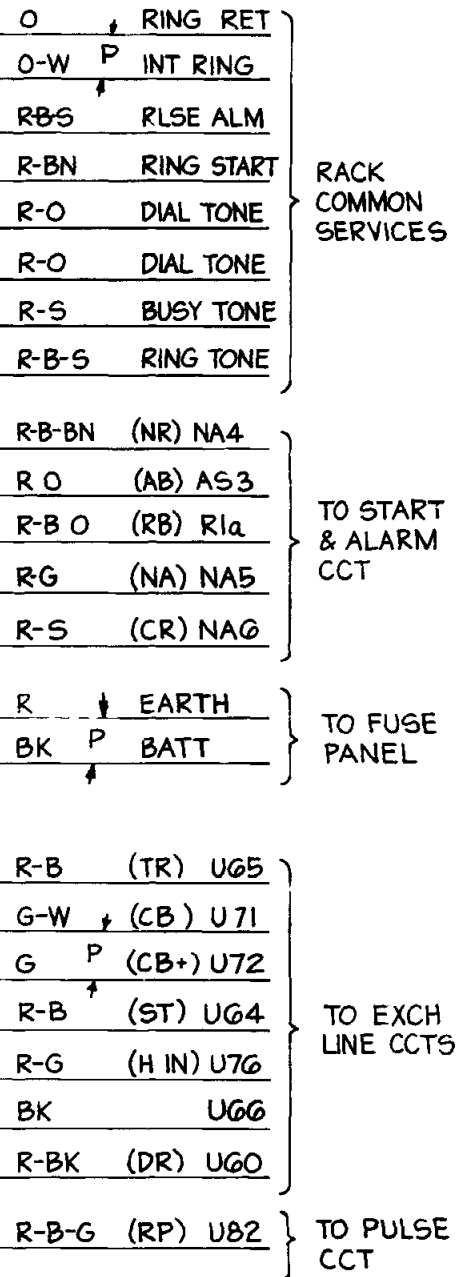 O RING RET
O-W P INT RING
RBS RLSE ALM
R-BN RING START
R-O DIAL TONE
R-O DIAL TONE
R-S BUSY TONE
R-B-S RING TONE
RACK
COMMON
SERVICES
R-B-BN (NR) NA4
R O (AB) AS3
R-B O (RB) R1a
R-G (NA) NA5
R-S (CR) NA6
TO START
& ALARM
CCT
R EARTH
BK P BATT
TO FUSE
PANEL
R-B (TR) U65
G-W (CB ) U71
G P (CB+) U72
R-B (ST) U64
R-G (H IN) U76
BK U66
R-BK (DR) U60
TO EXCH
LINE CCTS
R-B-G (RP) U82
TO PULSE
CCT